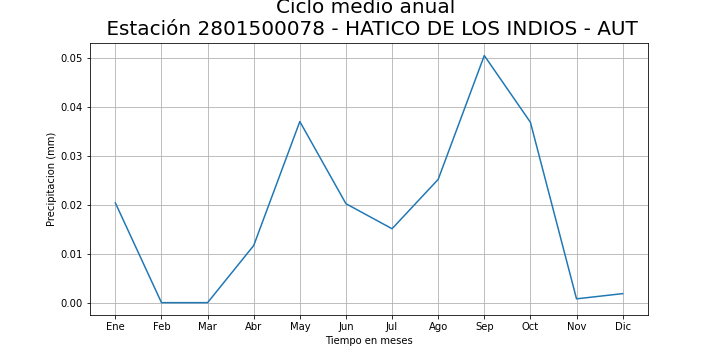 Ciclo medio anual
Estación 2801500078 - HATICO DE LOS INDIOS - AUT
0.05
0.04
0.03
0.02
0.01
0.00
Precipitacion (mm)
Ene Feb Mar Abr May Jun Jul Ago Sep Oct Nov Dic
Tiempo en meses